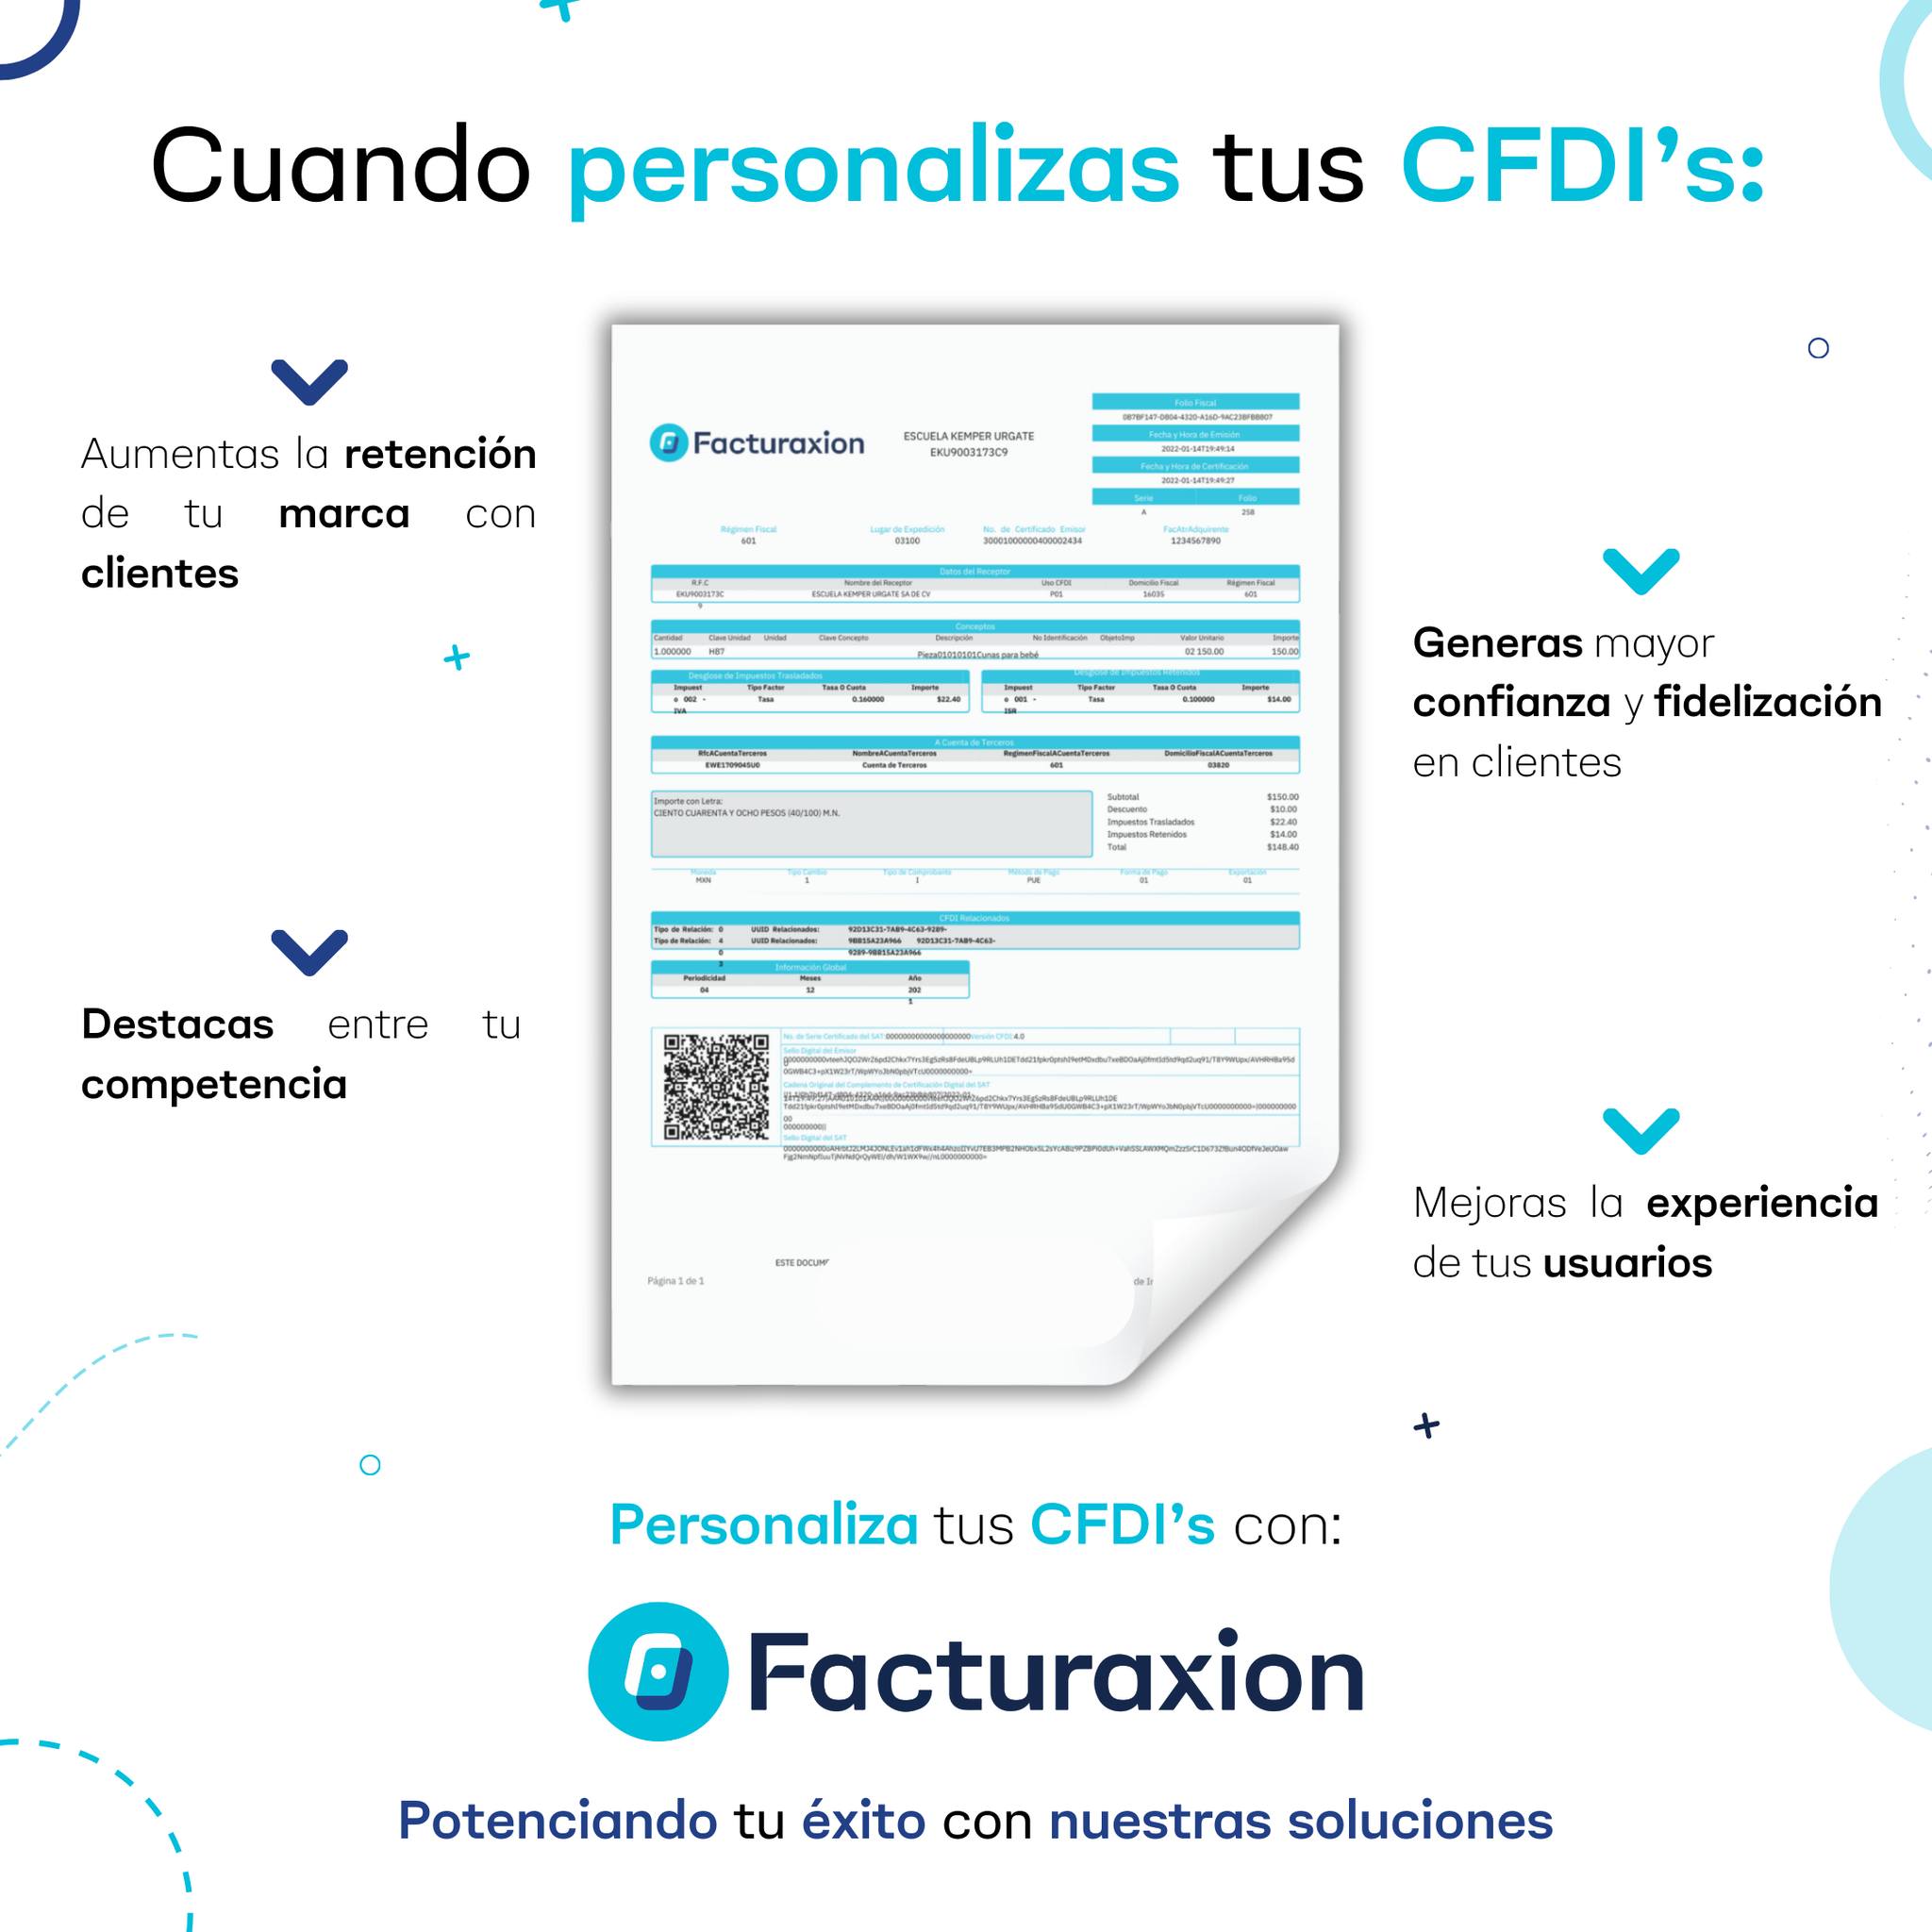 Cuando personalizas tus CFDI's:
Aumentas la retención
de tu marca con
clientes
Destacas entre tu
competencia
Facturaxion
ESCUELA KEMPER URGATE
EKU9003173C9
Folio Fiscal
0B7BF147-DB04-4320-A16D-9AC23BFBBB07
Fecha y Hora de Emisión
2022-01-14T19:49:14
Fecha y Hora de Certificación
2022-01-14T19:49:27
Serie Folio
A 258
Régimen Fiscal Lugar de Expedición No. de Certificado Emisor FacAtrAdquirente
601 03100 30001000000400002434 1234567890
Datos del Receptor
R.F.C Nombre del Receptor Uso CFDI Domicilio Fiscal Régimen Fiscal
EKU9003173C ESCUELA KEMPER URGATE SA DE CV P01 16035 601
9
Conceptos
Cantidad Clave Unidad Unidad Clave Concepto Descripción No Identificación ObjetoImp Valor Unitario Importe
1.000000 H87 Pieza01010101Cunas para bebé 02 150.00 150.00
Desglose de Impuestos Trasladados Desglose de Impuestos Retenidos
Impuest Tipo Factor Tasa O Cuota Importe Impuest Tipo Factor Tasa O Cuota Importe
o 002 - Tasa 0.160000 $22.40 o 001 - Tasa 0.100000 $14.00
IVA ISR
A Cuenta de Terceros
RfcACuentaTerceros NombreACuentaTerceros RegimenFiscalACuentaTerceros DomicilioFiscalACuentaTerceros
EWE1709045U0 Cuenta de Terceros 601 03820
Importe con Letra:
CIENTO CUARENTA Y OCHO PESOS (40/100) M.N.
Subtotal $150.00
Descuento $10.00
Impuestos Trasladados $22.40
Impuestos Retenidos $14.00
Total $148.40
Moneda Tipo Cambio Tipo de Comprobante Método de Pago Forma de Pago Exportación
MXN 1 I PUE 01 01
CFDI Relacionados
Tipo de Relación: 0 UUID Relacionados: 92D13C31-7AB9-4C63-9289-
Tipo de Relación: 4 UUID Relacionados: 9BB15A23A966 92D13C31-7AB9-4C63-
0 9289-9BB15A23A966
3
Información Global
Periodicidad Meses Año
04 12 202
1
No. de Serie Certificado del SAT Versión CFDI 4.0
Sello Digital del Emisor
Cadena Original del Complemento de Certificación Digital del SAT
Sello Digital del SAT
ESTE DOCUM
Página 1 de 1
Generas mayor
confianza y fidelización
en clientes
Mejoras la experiencia
de tus usuarios
Personaliza tus CFDI's con:
Facturaxion
Potenciando tu éxito con nuestras soluciones